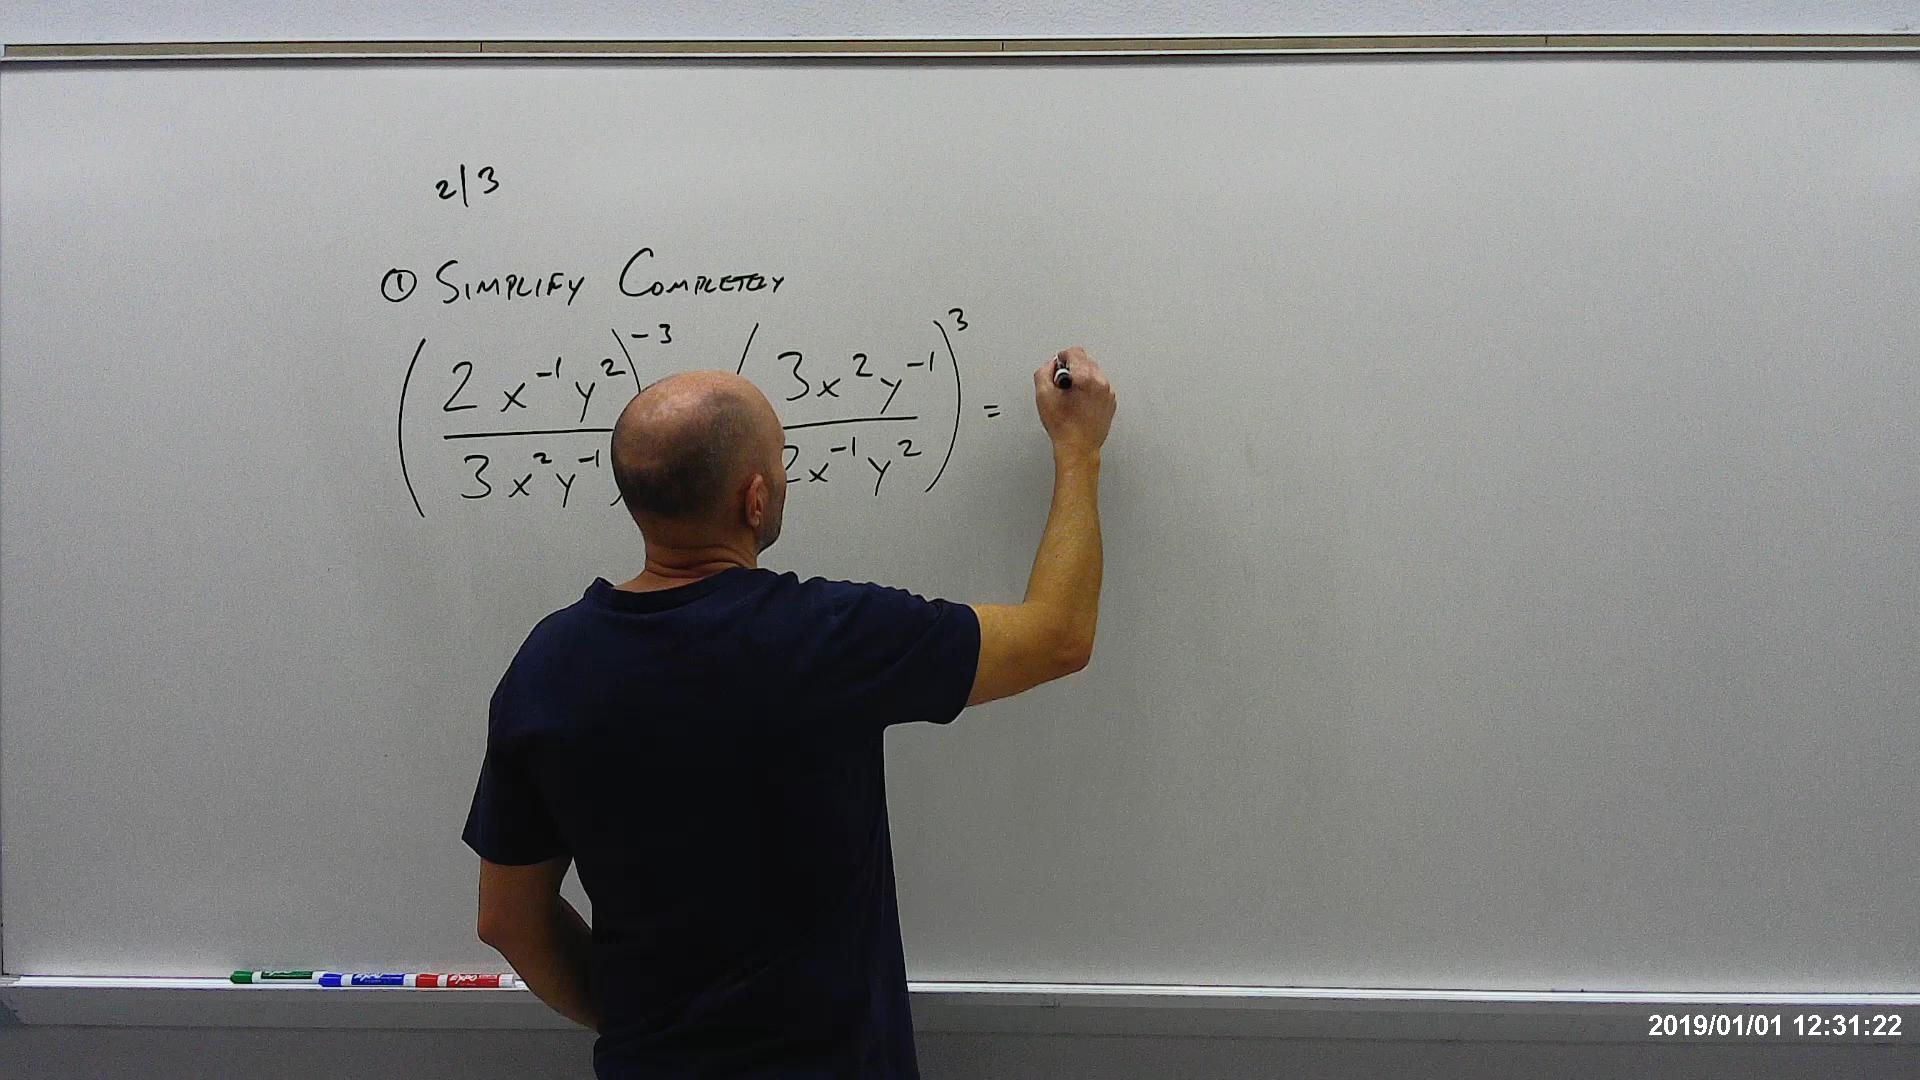 2/3
① SIMPLIFY COMPLETELY
(2x⁻¹y² / 3x²y⁻¹)⁻³ (3x²y⁻¹ / 2x⁻¹y²)³ =
2019/01/01 12:31:22